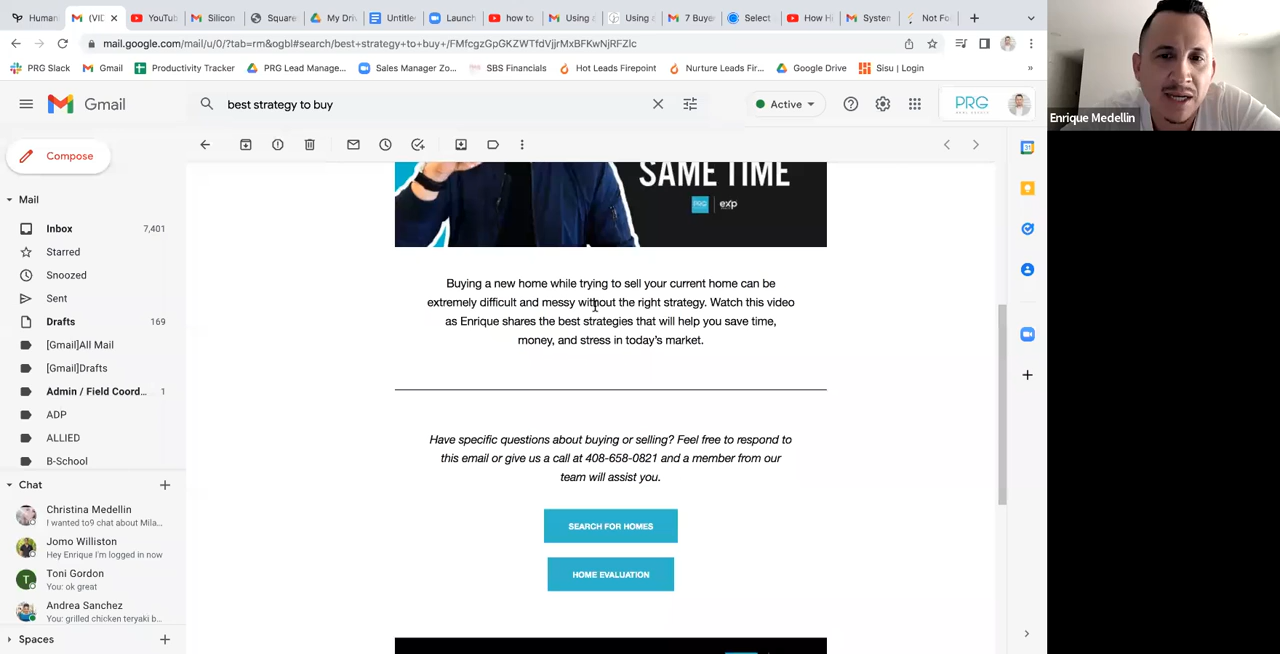 Human
(VID
YouTub
Silicon
Square
My Driv
Untitle
Launch
how to
Using a
Using a
7 Buyer
Select
How Hi
System
Not Fo
mail.google.com/mail/u/0/?tab=rm&ogbl#search/best+strategy+to+buy+/FMfcgzGpGKZWTfdVjjrMxBFKwNjRFZlc
PRG Slack
Gmail
Productivity Tracker
PRG Lead Manage...
Sales Manager Zo...
SBS Financials
Hot Leads Firepoint
Nurture Leads Fir...
Google Drive
Sisu | Login
»
Gmail
best strategy to buy
Active
PRG
Compose
Mail
Inbox 7,401
Starred
Snoozed
Sent
Drafts 169
[Gmail]All Mail
[Gmail]Drafts
Admin / Field Coord... 1
ADP
ALLIED
B-School
Chat
Christina Medellin
I wanted to9 chat about Mila...
Jomo Williston
Hey Enrique I'm logged in now
T
Toni Gordon
You: ok great
Andrea Sanchez
You: grilled chicken teryaki b...
Spaces
SAME TIME
PRG
exp
Buying a new home while trying to sell your current home can be
extremely difficult and messy without the right strategy. Watch this video
as Enrique shares the best strategies that will help you save time,
money, and stress in today's market.
Have specific questions about buying or selling? Feel free to respond to
this email or give us a call at 408-658-0821 and a member from our
team will assist you.
SEARCH FOR HOMES
HOME EVALUATION
31
Enrique Medellin